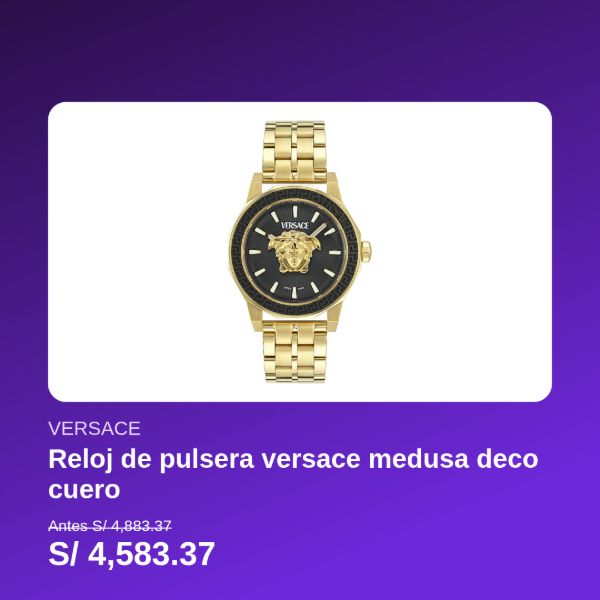 VERSACE
VERSACE
Reloj de pulsera versace medusa deco
cuero
Antes S/ 4,883.37
S/ 4,583.37